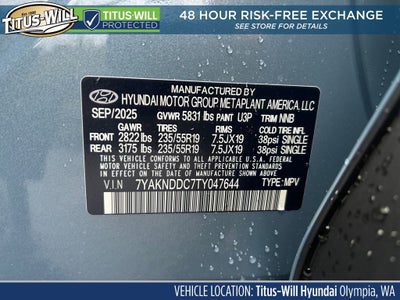 TITUS-WILL
TITUS-WILL
PROTECTED
48 HOUR RISK-FREE EXCHANGE
SEE STORE FOR DETAILS
MANUFACTURED BY
HYUNDAI MOTOR GROUP METAPLANT AMERICA, LLC
SEP/2025 GVWR 5831 lbs PAINT U3P TRIM NNB
GAWR TIRES RIMS COLD
FRONT 2822 lbs 235/55R19 7.5JX19 38psi SINGLE
REAR 3175 lbs 235/55R19 7.5JX19 38psi SINGLE
THIS VEHICLE CONFORMS TO ALL APPLICABLE U.S.A. FEDERAL
MOTOR VEHICLE SAFETY AND THEFT PREVENTION STANDARDS IN
EFFECT ON THE DATE OF MANUFACTURE SHOWN ABOVE.
V.I.N 7YAKNDDC7TY047644 TYPE: MPV
VEHICLE LOCATION: Titus-Will Hyundai Olympia, WA